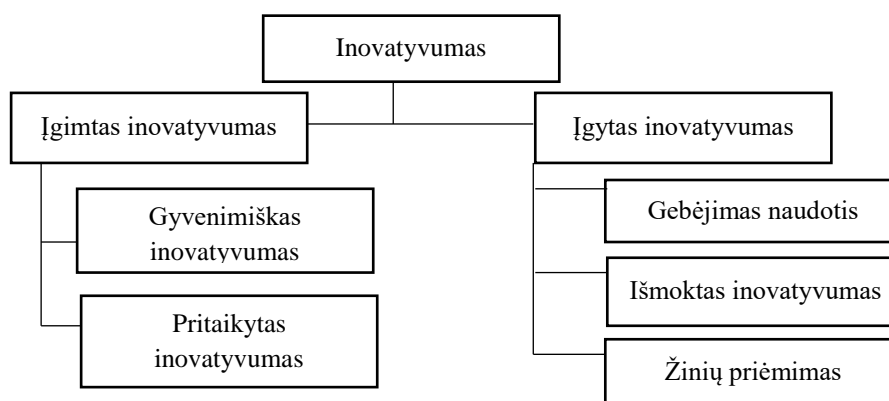 Inovatyvumas
Įgimtas inovatyvumas
Įgytas inovatyvumas
Gyvenimiškas
inovatyvumas
Pritaikytas
inovatyvumas
Gebėjimas naudotis
Išmoktas inovatyvumas
Žinių priėmimas